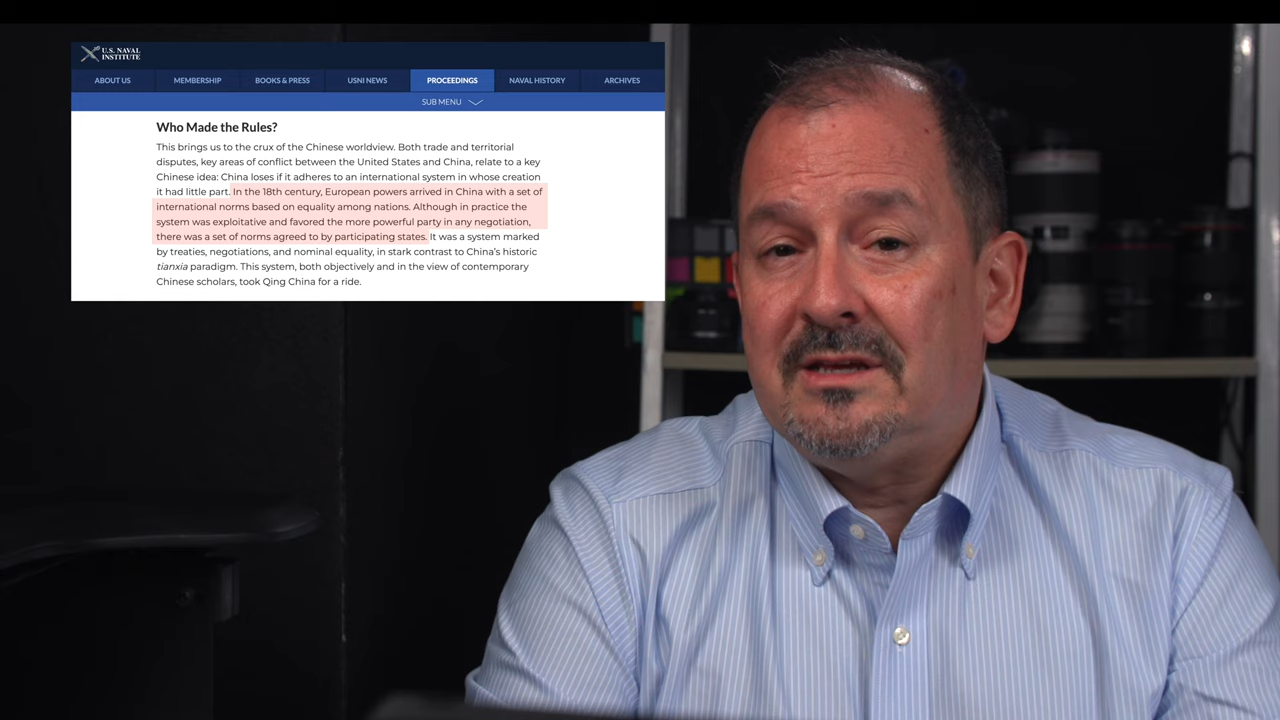 U.S. NAVAL
INSTITUTE
ABOUT US MEMBERSHIP BOOKS & PRESS USNI NEWS PROCEEDINGS NAVAL HISTORY ARCHIVES
SUB MENU
Who Made the Rules?
This brings us to the crux of the Chinese worldview. Both trade and territorial
disputes, key areas of conflict between the United States and China, relate to a key
Chinese idea: China loses if it adheres to an international system in whose creation
it had little part. In the 18th century, European powers arrived in China with a set of
international norms based on equality among nations. Although in practice the
system was exploitative and favored the more powerful party in any negotiation,
there was a set of norms agreed to by participating states. It was a system marked
by treaties, negotiations, and nominal equality, in stark contrast to China's historic
tianxia paradigm. This system, both objectively and in the view of contemporary
Chinese scholars, took Qing China for a ride.